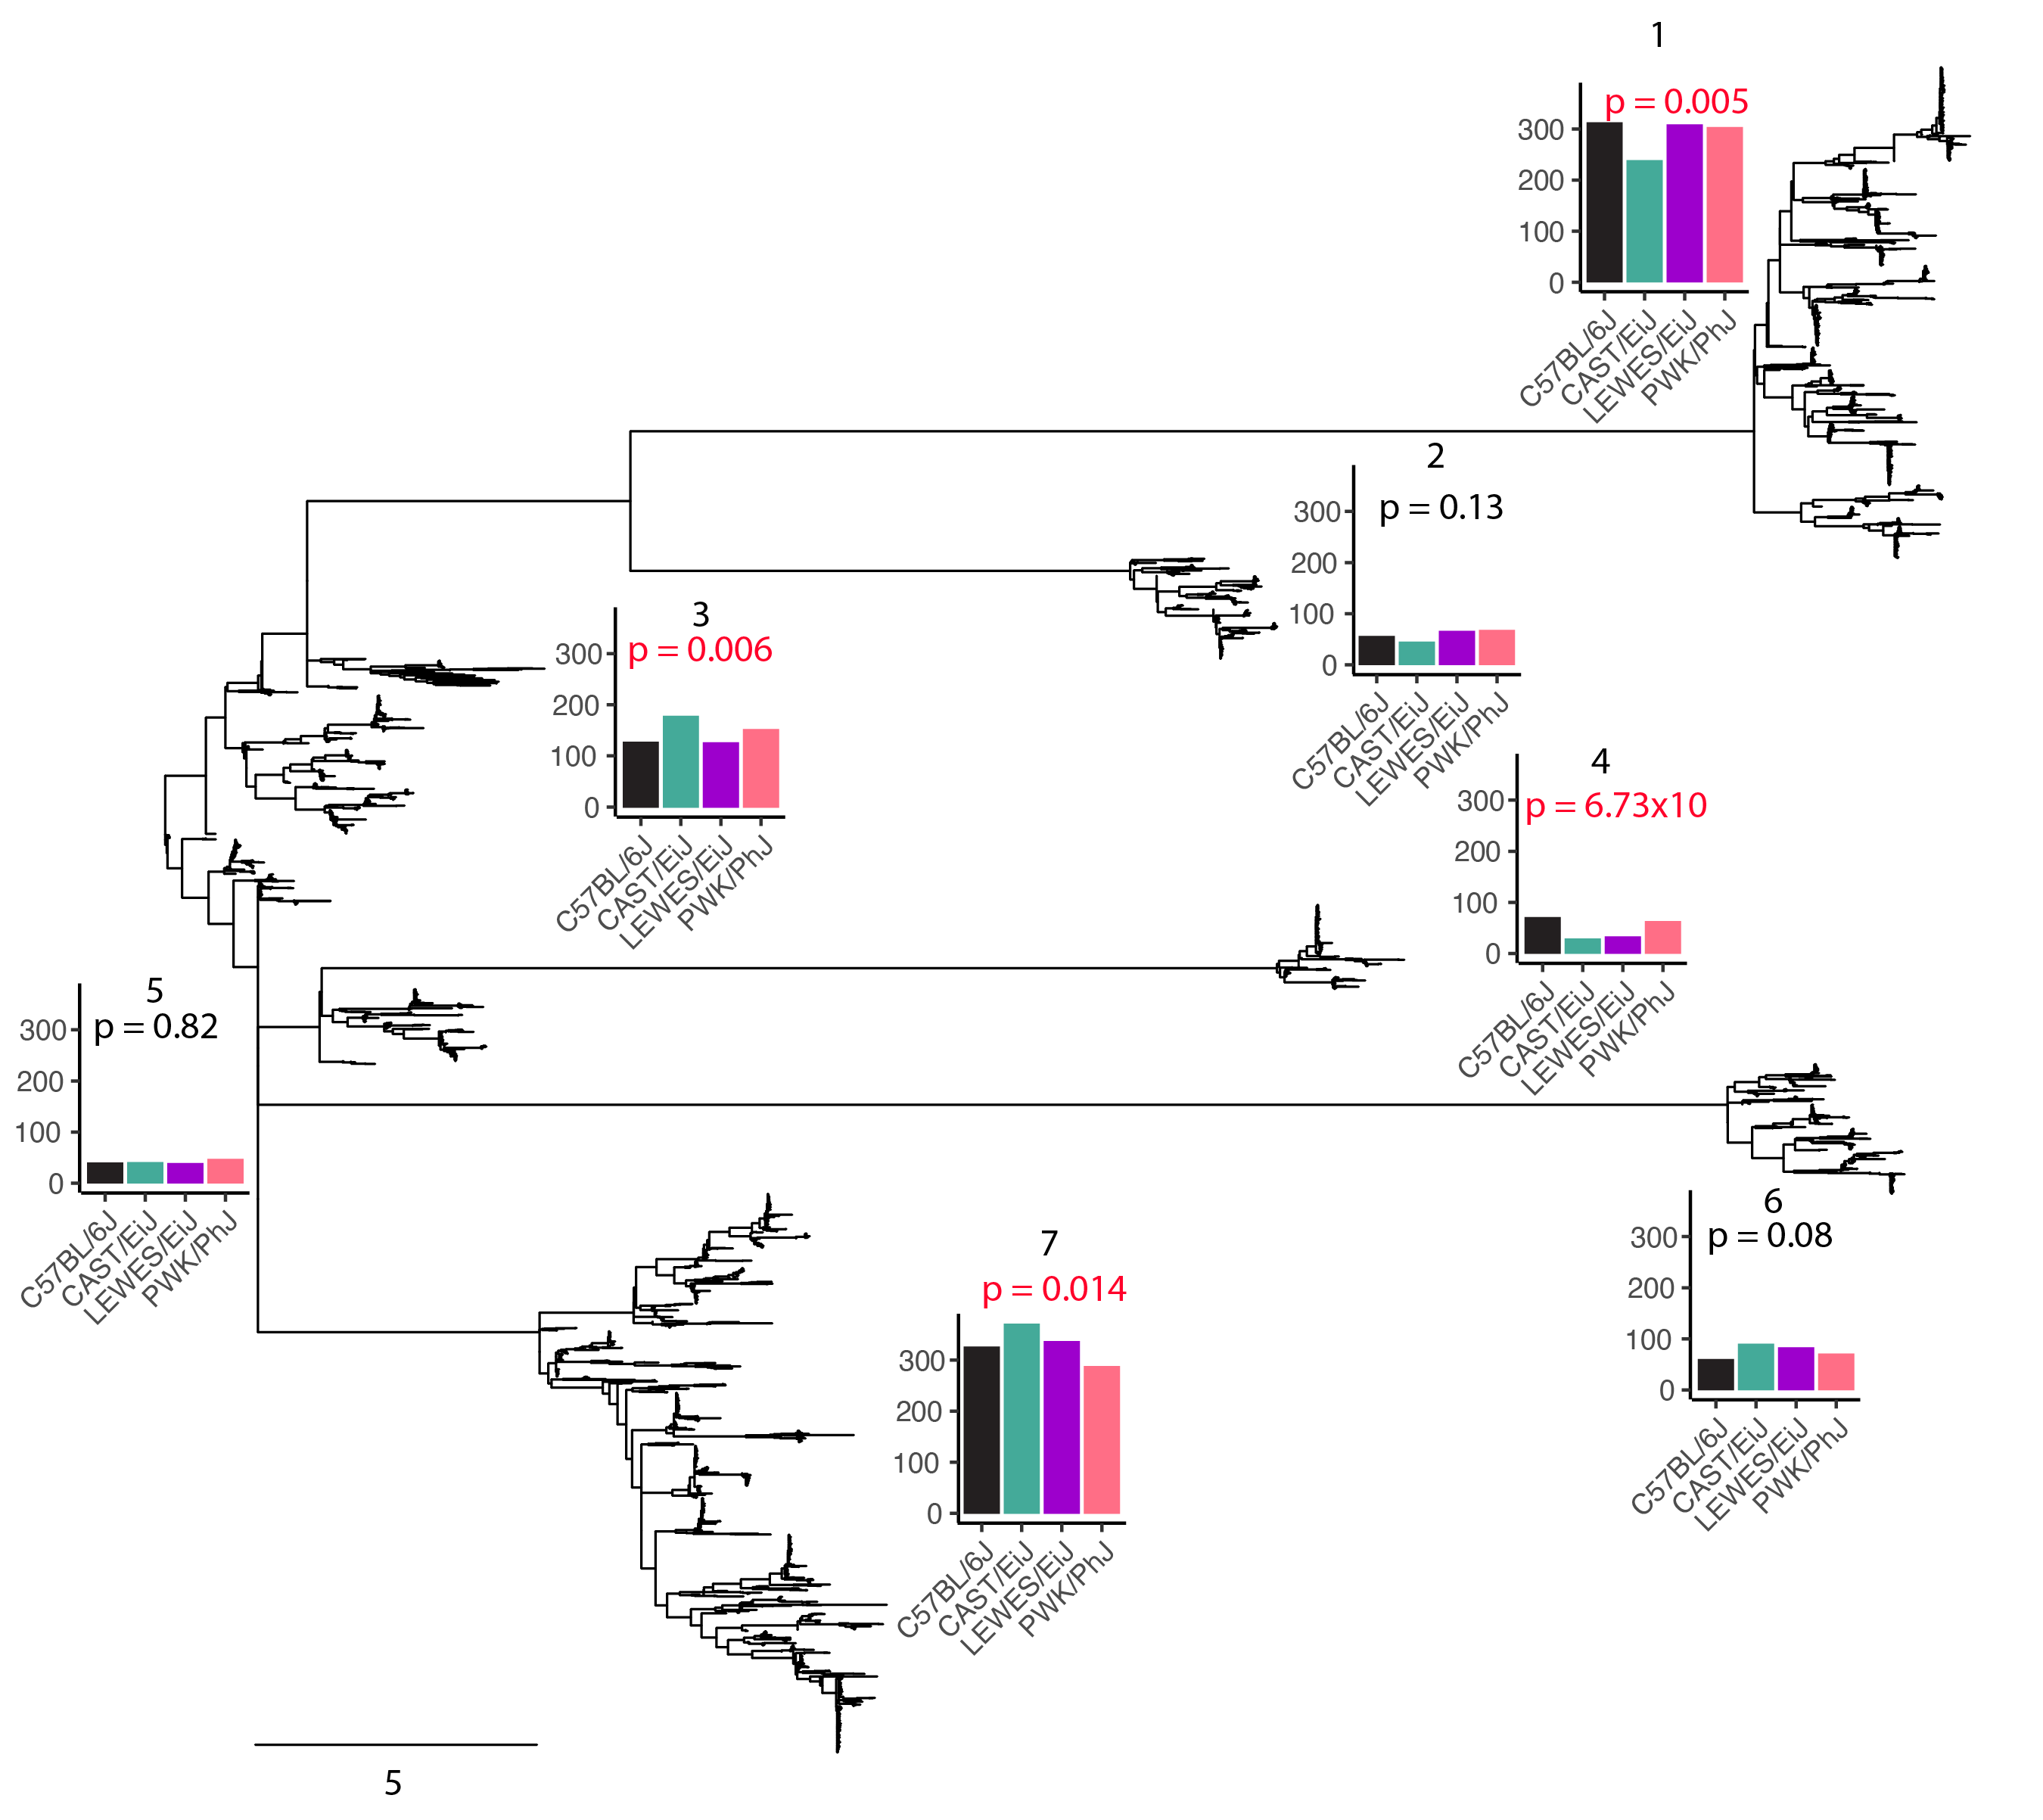 1
p = 0.005
300
200
100
0
C57BL/6J
CAST/EiJ
LEWES/EiJ
PWK/PhJ
2
p = 0.13
300
200
100
0
C57BL/6J
CAST/EiJ
LEWES/EiJ
PWK/PhJ
3
p = 0.006
300
200
100
0
C57BL/6J
CAST/EiJ
LEWES/EiJ
PWK/PhJ
4
p = 6.73x10
300
200
100
0
C57BL/6J
CAST/EiJ
LEWES/EiJ
PWK/PhJ
5
p = 0.82
300
200
100
0
C57BL/6J
CAST/EiJ
LEWES/EiJ
PWK/PhJ
6
p = 0.08
300
200
100
0
C57BL/6J
CAST/EiJ
LEWES/EiJ
PWK/PhJ
7
p = 0.014
300
200
100
0
C57BL/6J
CAST/EiJ
LEWES/EiJ
PWK/PhJ
5